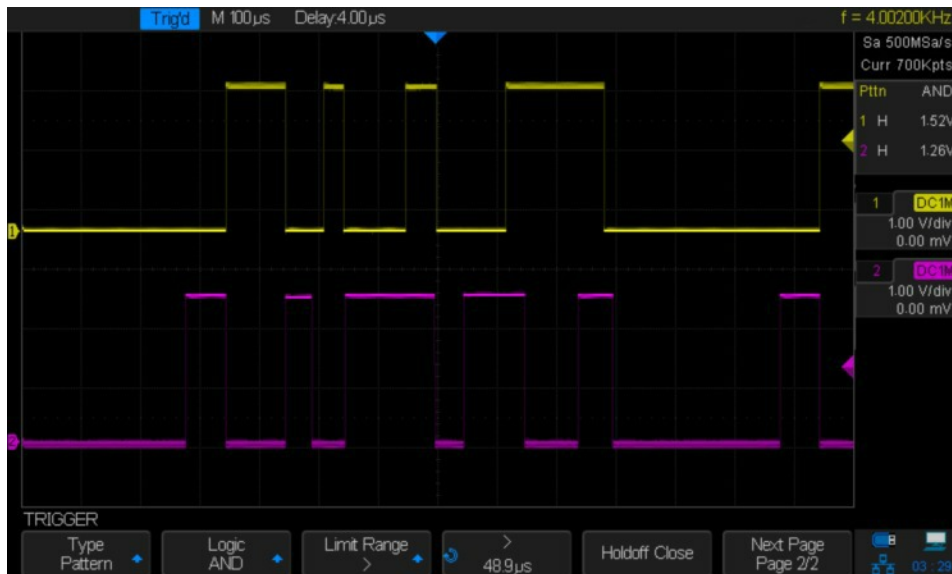 Trig'd M 100µs Delay:4.00µs f = 4.00200KHz
Sa 500MSa/s
Curr 700Kpts
Pttn AND
1 H 1.52V
2 H 1.26V
1 DC1M
1.00 V/div
0.00 mV
2 DC1M
1.00 V/div
0.00 mV
1
2
TRIGGER
Type
Pattern
Logic
AND
Limit Range
>
>
48.9µs
Holdoff Close
Next Page
Page 2/2
03:29